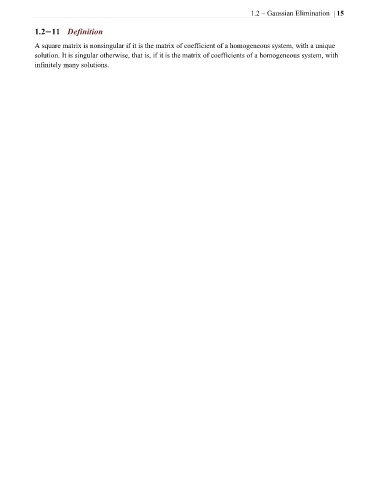 1.2 – Gaussian Elimination | 15
1.2–11 Definition
A square matrix is nonsingular if it is the matrix of coefficient of a homogeneous system, with a unique
solution. It is singular otherwise, that is, if it is the matrix of coefficients of a homogeneous system, with
infinitely many solutions.